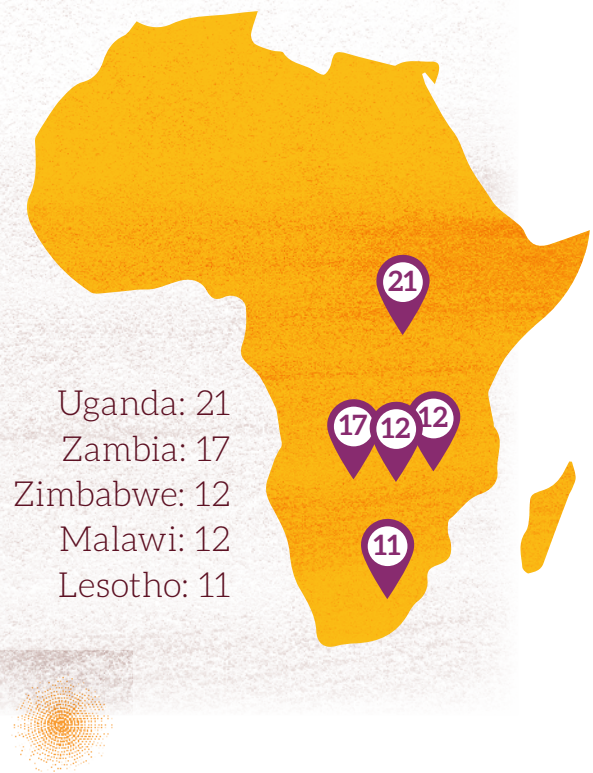 21
17
12
12
11
Uganda: 21
Zambia: 17
Zimbabwe: 12
Malawi: 12
Lesotho: 11